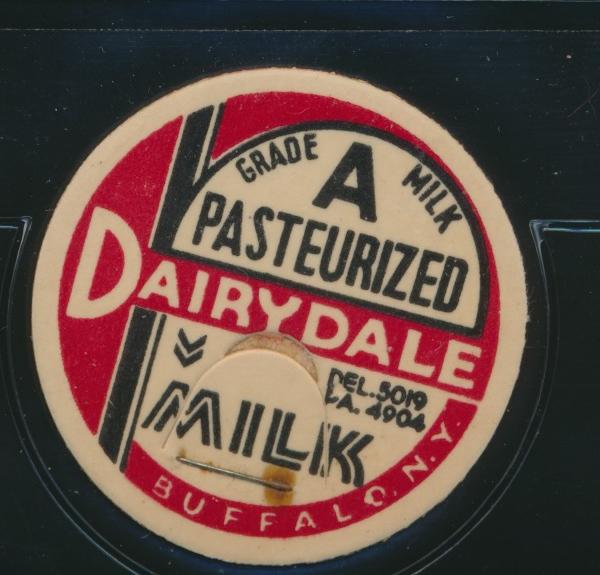 GRADE A MILK
PASTEURIZED
DAIRYDALE
DEL. 5019
LA. 4904
MILK
BUFFALO, N.Y.